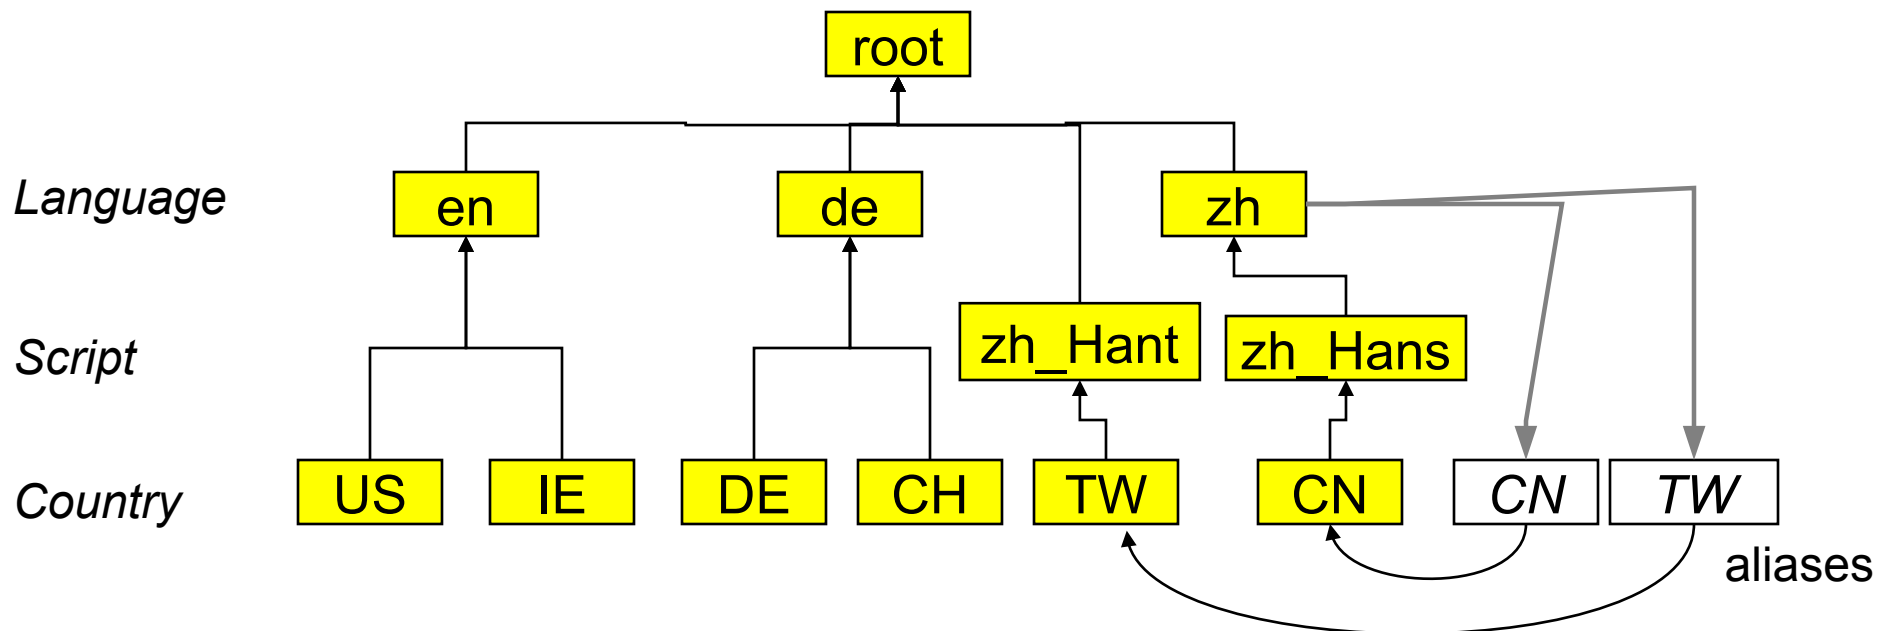 root
Language
en
de
zh
Script
zh_Hant
zh_Hans
Country
US
IE
DE
CH
TW
CN
CN
TW
aliases